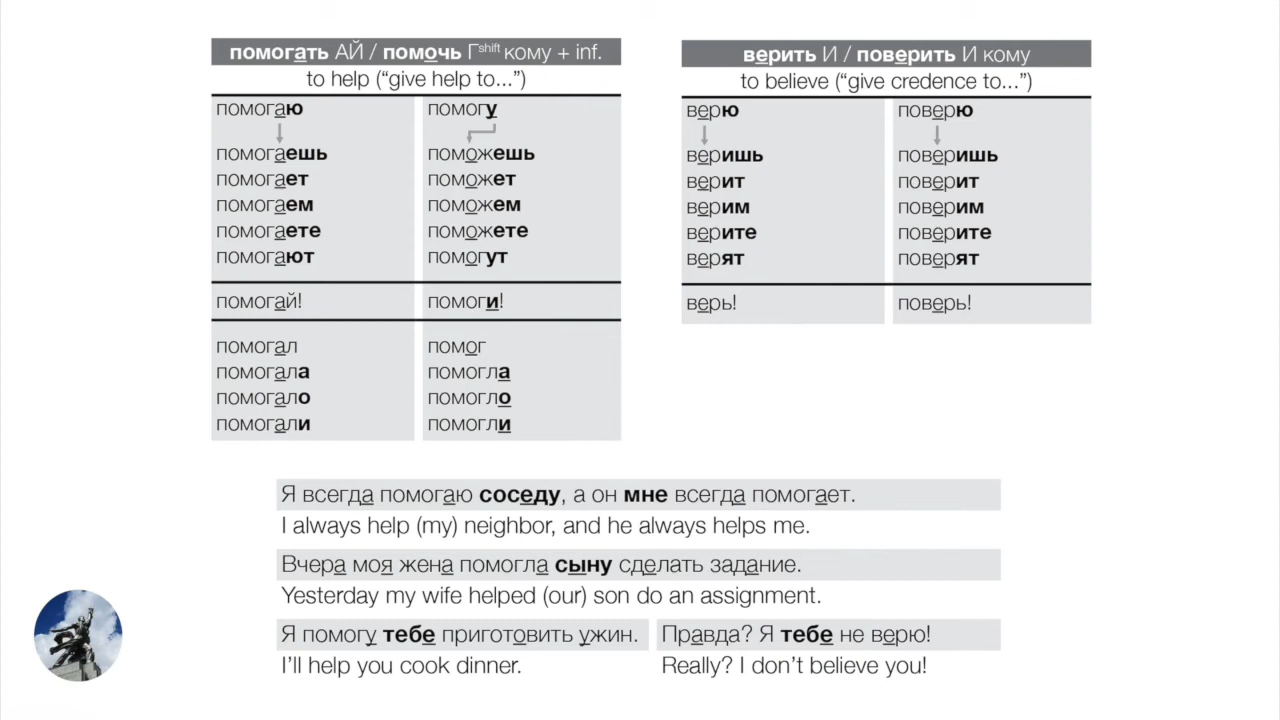 помогать АЙ / помочь Гshift кому + inf.
to help (“give help to...”)
помогаю помогу
помогаешь поможешь
помогает поможет
помогаем поможем
помогаете поможете
помогают помогут
помогай! помоги!
помогал помог
помогала помогла
помогало помогло
помогали помогли
верить И / поверить И кому
to believe (“give credence to...”)
верю поверю
веришь поверишь
верит поверит
верим поверим
верите поверите
верят поверят
верь! поверь!
Я всегда помогаю соседу, а он мне всегда помогает.
I always help (my) neighbor, and he always helps me.
Вчера моя жена помогла сыну сделать задание.
Yesterday my wife helped (our) son do an assignment.
Я помогу тебе приготовить ужин.
I’ll help you cook dinner.
Правда? Я тебе не верю!
Really? I don’t believe you!